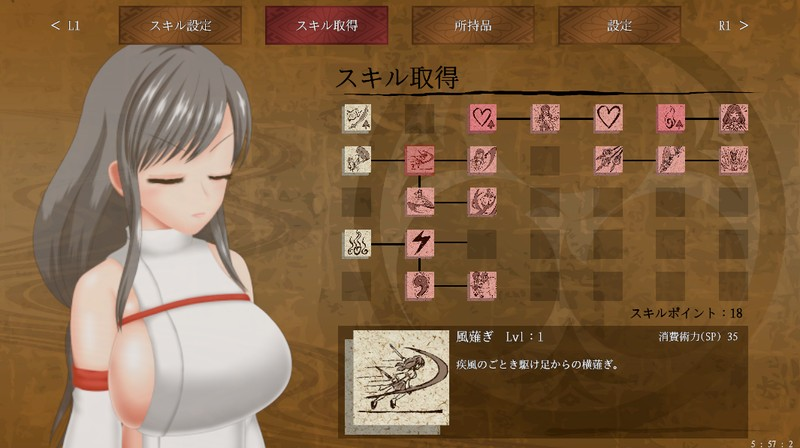 < L1 スキル設定 スキル取得 所持品 設定 R1 >
スキル取得
スキルポイント：18
風薙ぎ Lv1：1 消費術力(SP) 35
疾風のごとき駆け足からの横薙ぎ。
5 : 57 : 2